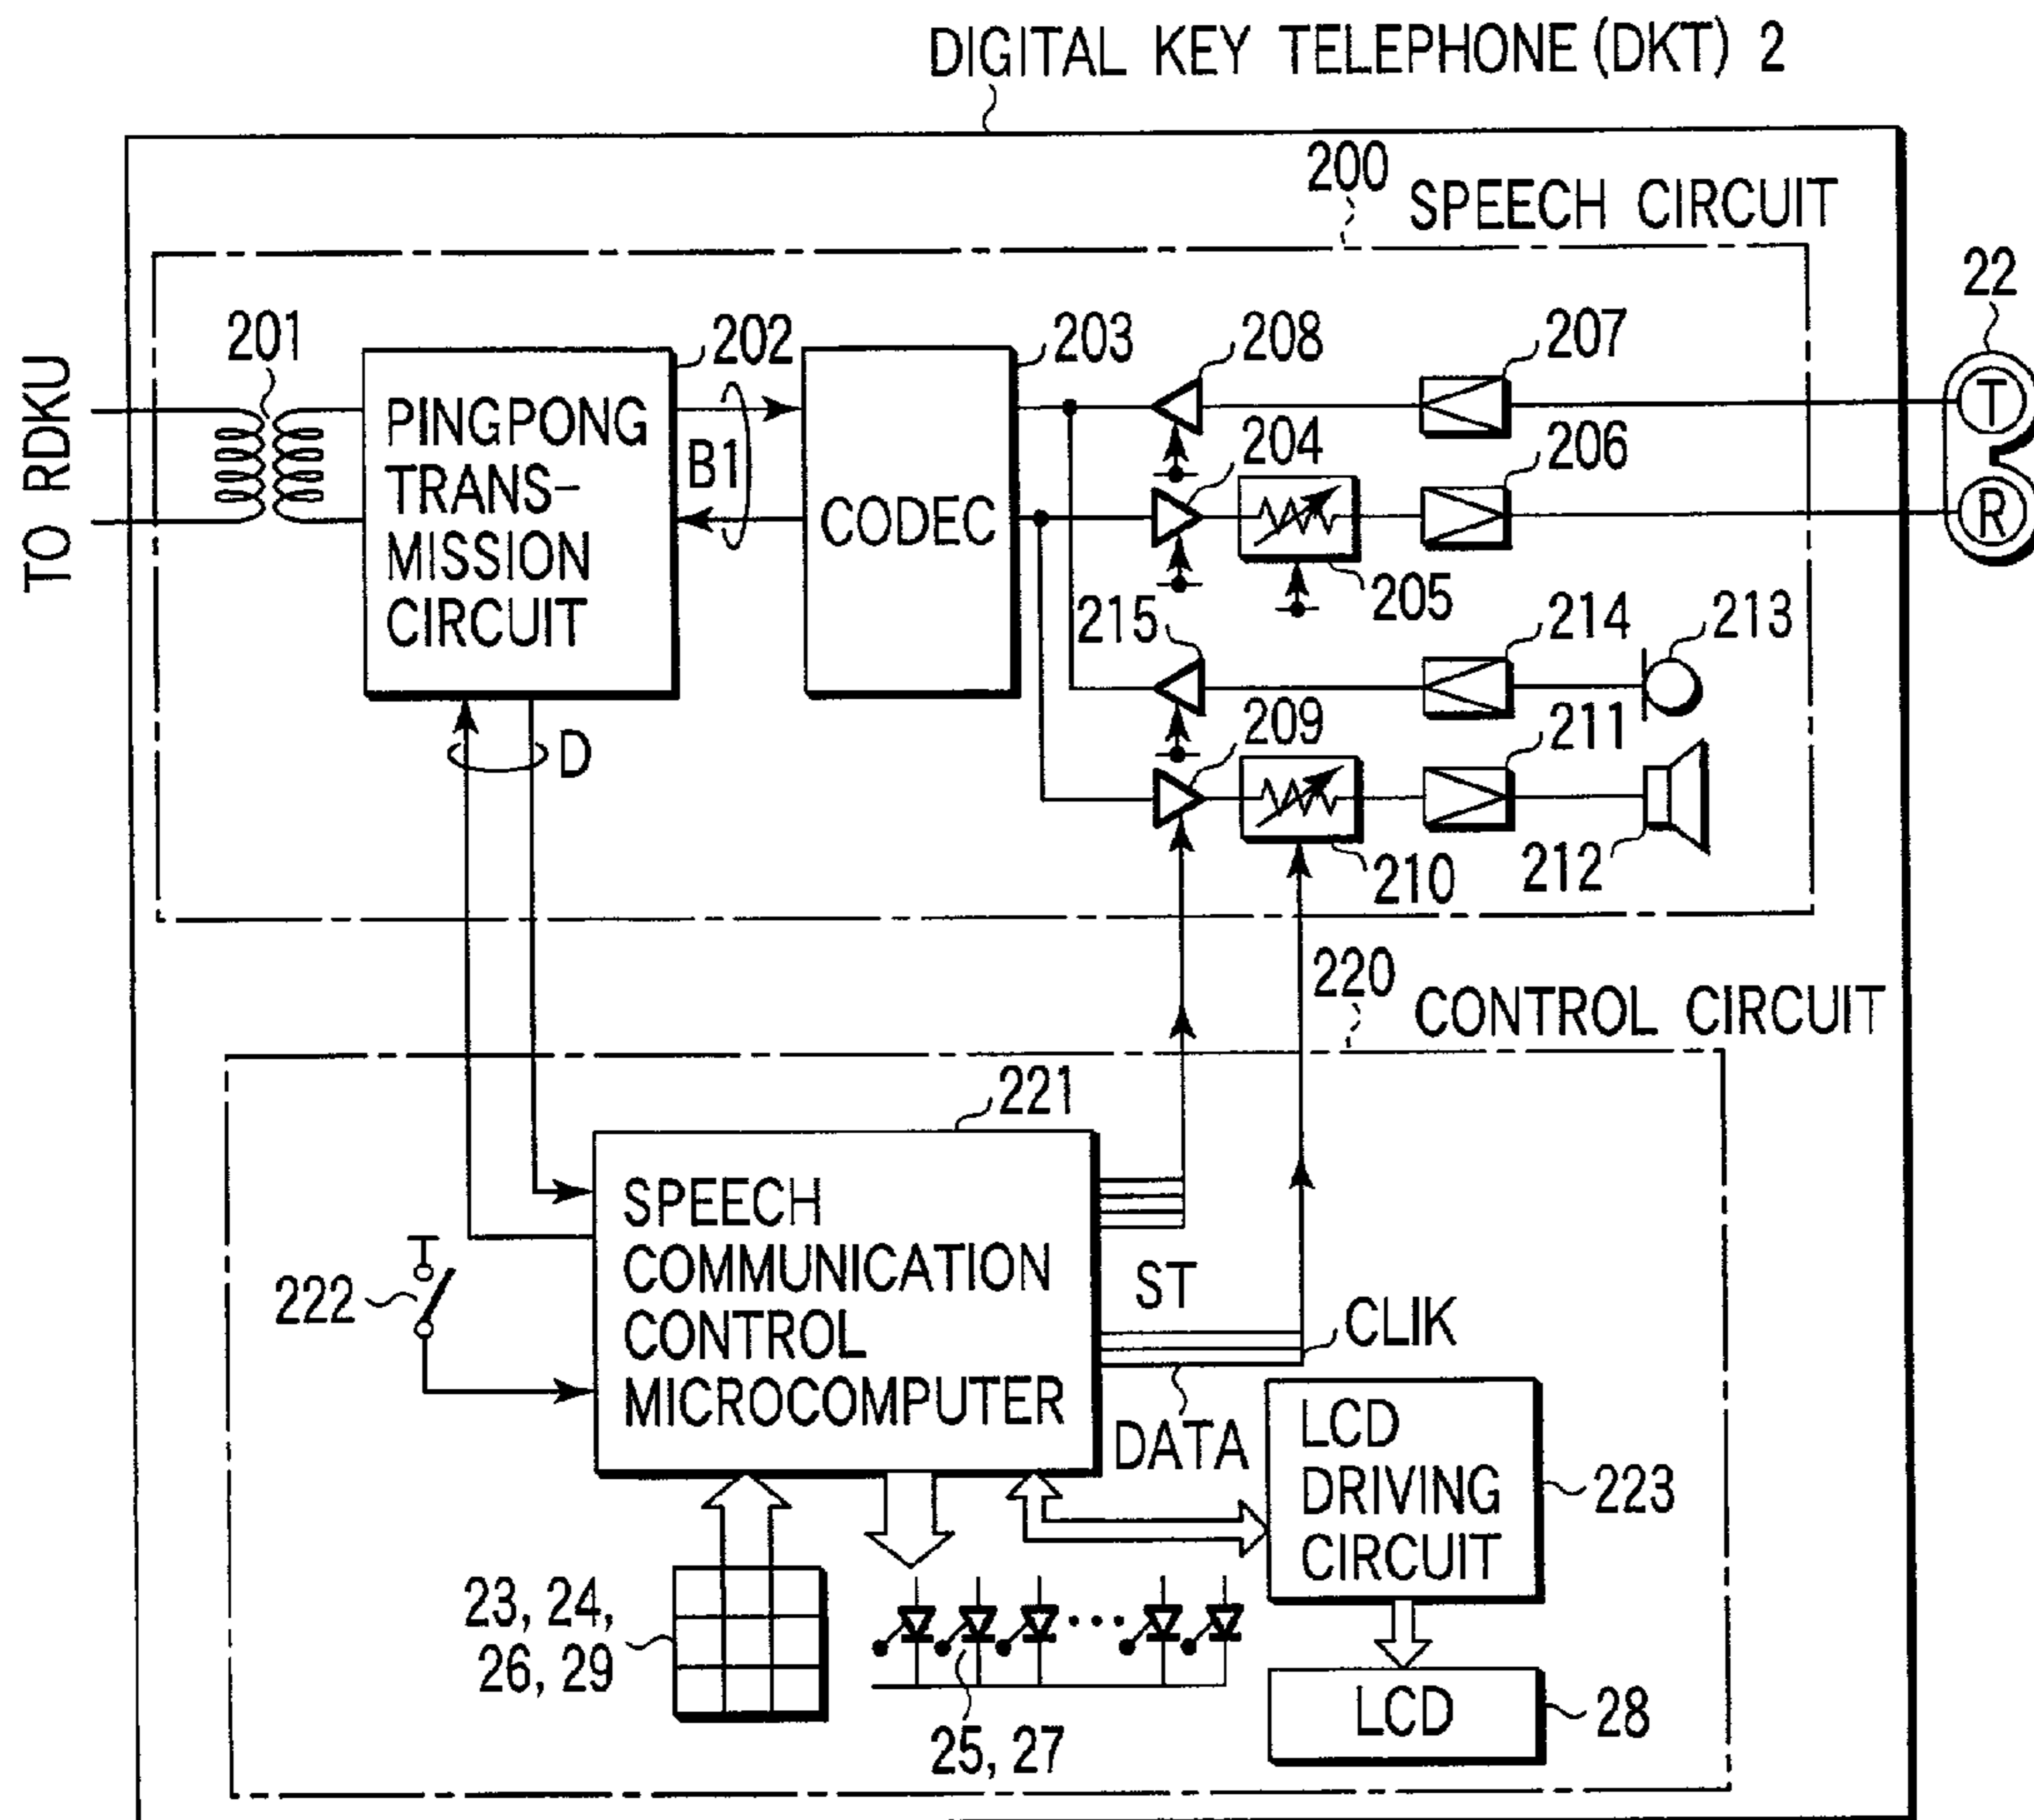 DIGITAL KEY TELEPHONE (DKT) 2
200
SPEECH CIRCUIT
22
TO RDKU
201
202
203
208
207
PINGPONG
TRANS-
MISSION
CIRCUIT
B1
CODEC
204
206
T
R
205
215
214
213
D
209
211
210
212
220
CONTROL CIRCUIT
221
SPEECH
COMMUNICATION
CONTROL
MICROCOMPUTER
222
ST
CLIK
DATA
LCD
DRIVING
CIRCUIT
223
23, 24,
26, 29
25, 27
LCD
28